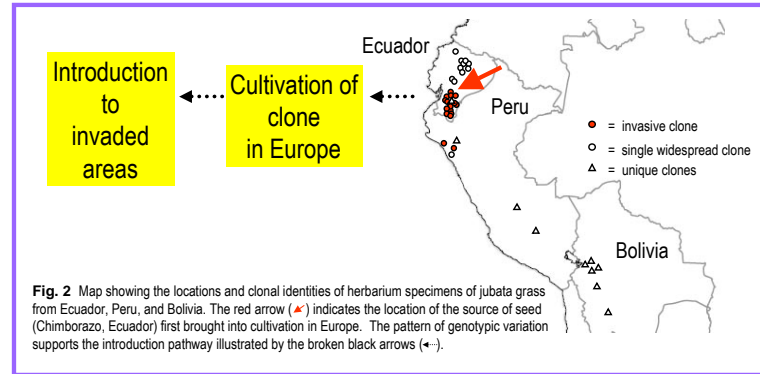 Introduction
to
invaded
areas
Cultivation of
clone
in Europe
Ecuador
Peru
Bolivia
= invasive clone
= single widespread clone
= unique clones
Fig. 2 Map showing the locations and clonal identities of herbarium specimens of jubata grass
from Ecuador, Peru, and Bolivia. The red arrow ( ) indicates the location of the source of seed
(Chimborazo, Ecuador) first brought into cultivation in Europe. The pattern of genotypic variation
supports the introduction pathway illustrated by the broken black arrows ( ).